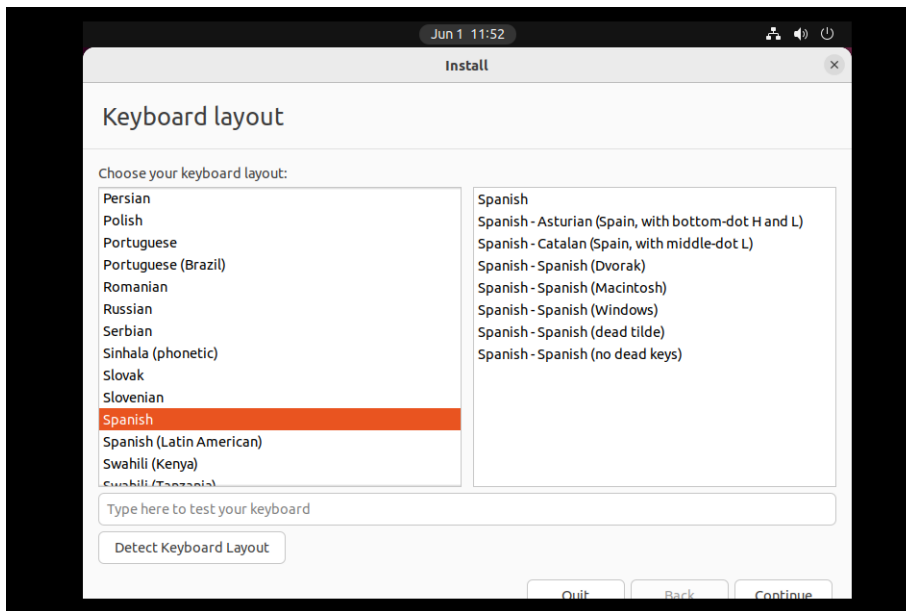 Jun 1 11:52
Install
Keyboard layout
Choose your keyboard layout:
Persian
Polish
Portuguese
Portuguese (Brazil)
Romanian
Russian
Serbian
Sinhala (phonetic)
Slovak
Slovenian
Spanish
Spanish (Latin American)
Swahili (Kenya)
Swahili (Tanzania)
Spanish
Spanish - Asturian (Spain, with bottom-dot H and L)
Spanish - Catalan (Spain, with middle-dot L)
Spanish - Spanish (Dvorak)
Spanish - Spanish (Macintosh)
Spanish - Spanish (Windows)
Spanish - Spanish (dead tilde)
Spanish - Spanish (no dead keys)
Type here to test your keyboard
Detect Keyboard Layout
Quit Back Continue